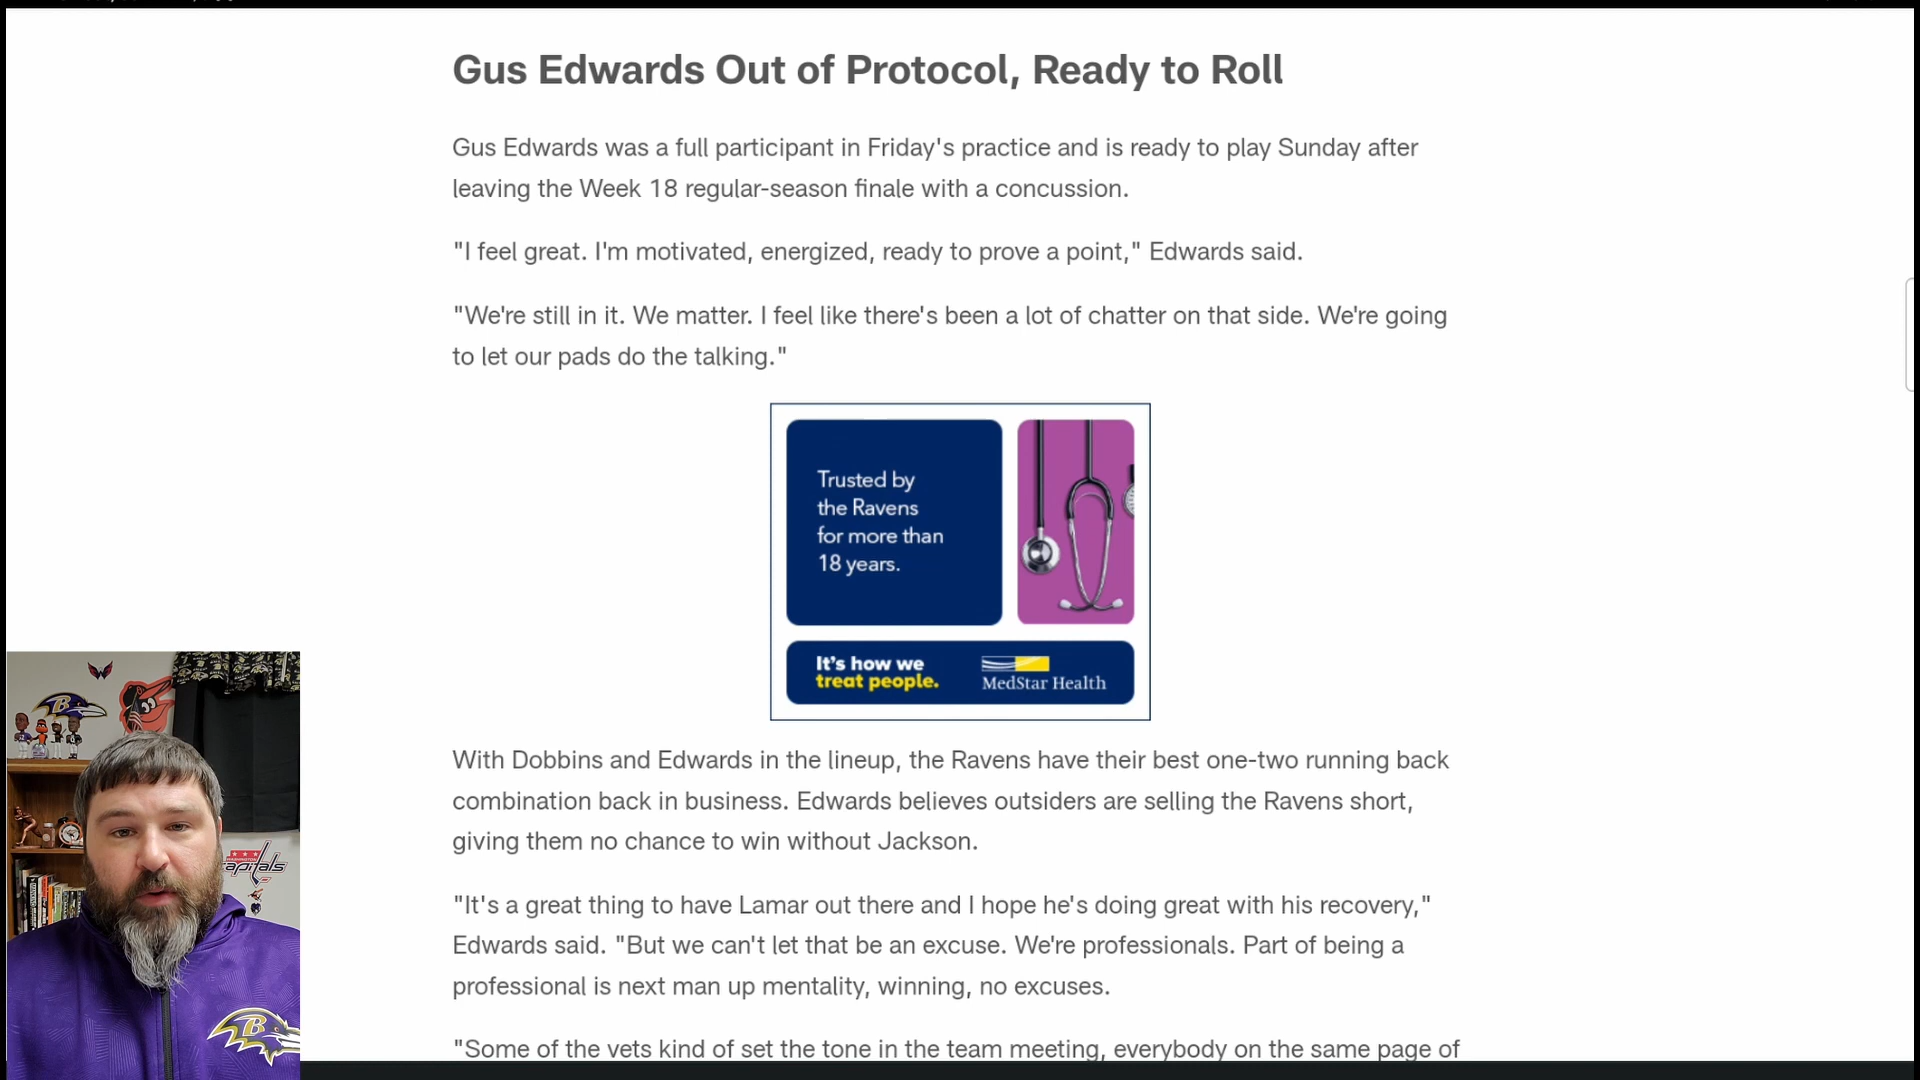 Gus Edwards Out of Protocol, Ready to Roll
Gus Edwards was a full participant in Friday's practice and is ready to play Sunday after
leaving the Week 18 regular-season finale with a concussion.
"I feel great. I'm motivated, energized, ready to prove a point," Edwards said.
"We're still in it. We matter. I feel like there's been a lot of chatter on that side. We're going
to let our pads do the talking."
Trusted by
the Ravens
for more than
18 years.
It's how we
treat people.
MedStar Health
With Dobbins and Edwards in the lineup, the Ravens have their best one-two running back
combination back in business. Edwards believes outsiders are selling the Ravens short,
giving them no chance to win without Jackson.
"It's a great thing to have Lamar out there and I hope he's doing great with his recovery,"
Edwards said. "But we can't let that be an excuse. We're professionals. Part of being a
professional is next man up mentality, winning, no excuses.
"Some of the vets kind of set the tone in the team meeting, everybody on the same page of
WASHINGTON
capitals
B
B